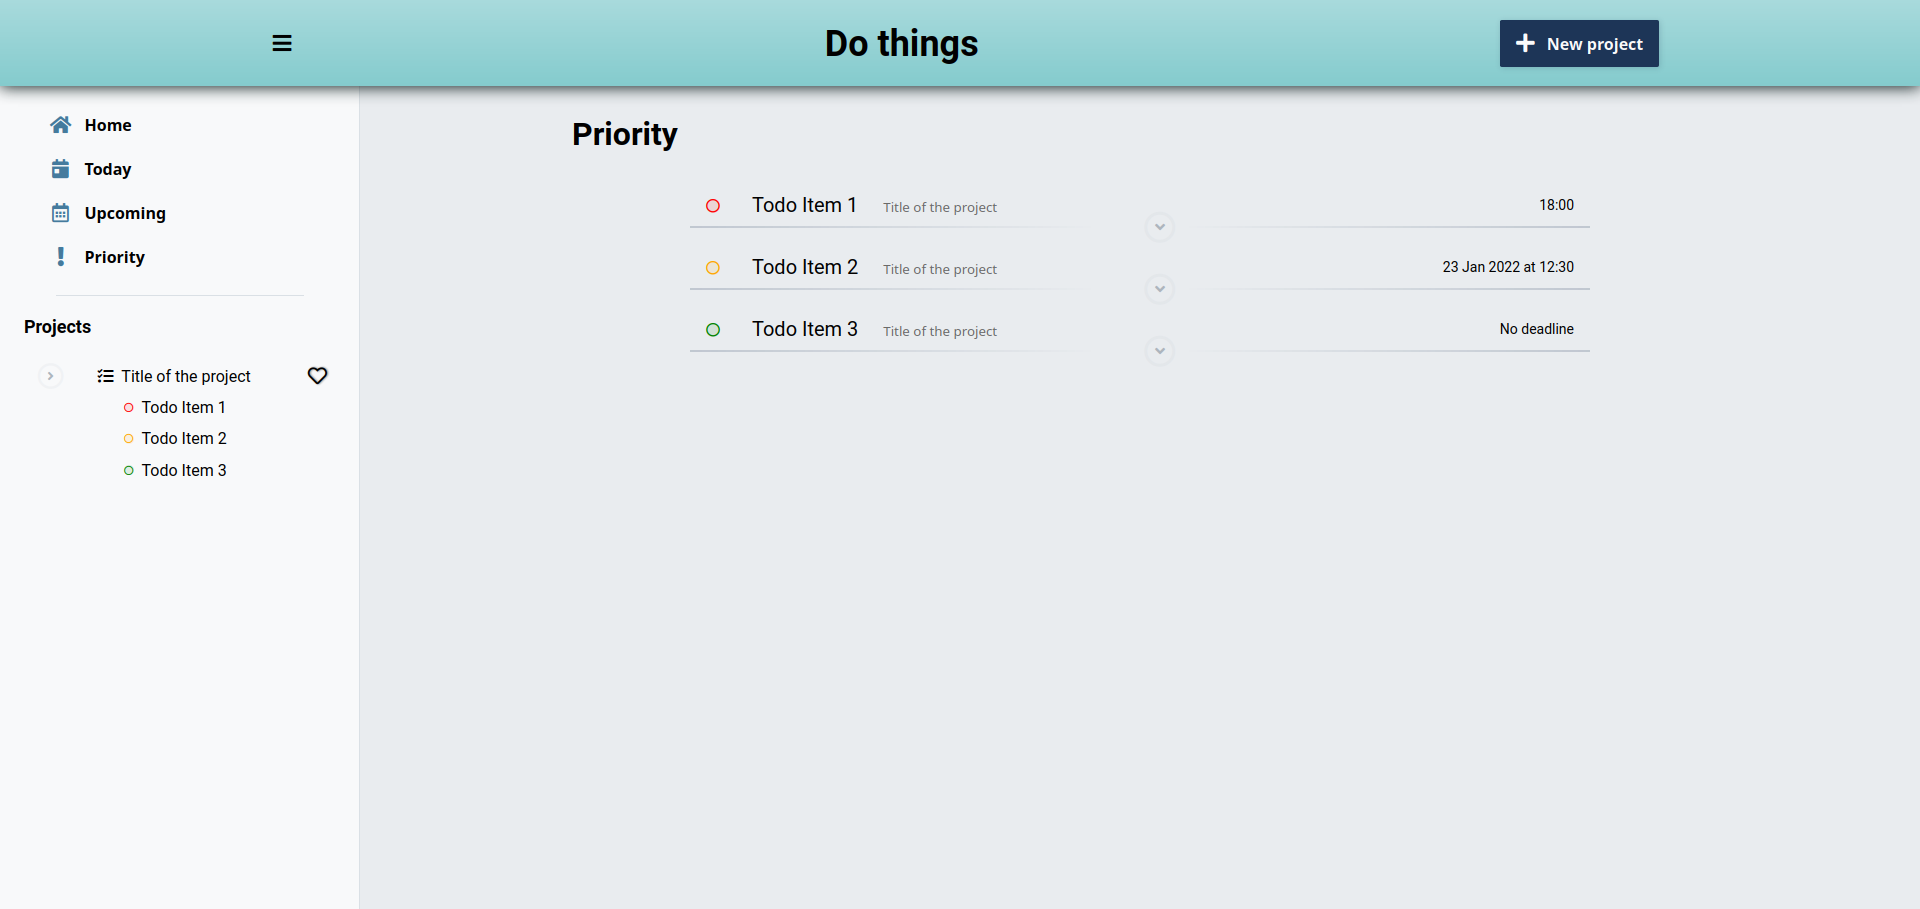 Do things
New project
Home
Today
Upcoming
Priority
Projects
Title of the project
Todo Item 1
Todo Item 2
Todo Item 3
Priority
Todo Item 1 Title of the project 18:00
Todo Item 2 Title of the project 23 Jan 2022 at 12:30
Todo Item 3 Title of the project No deadline